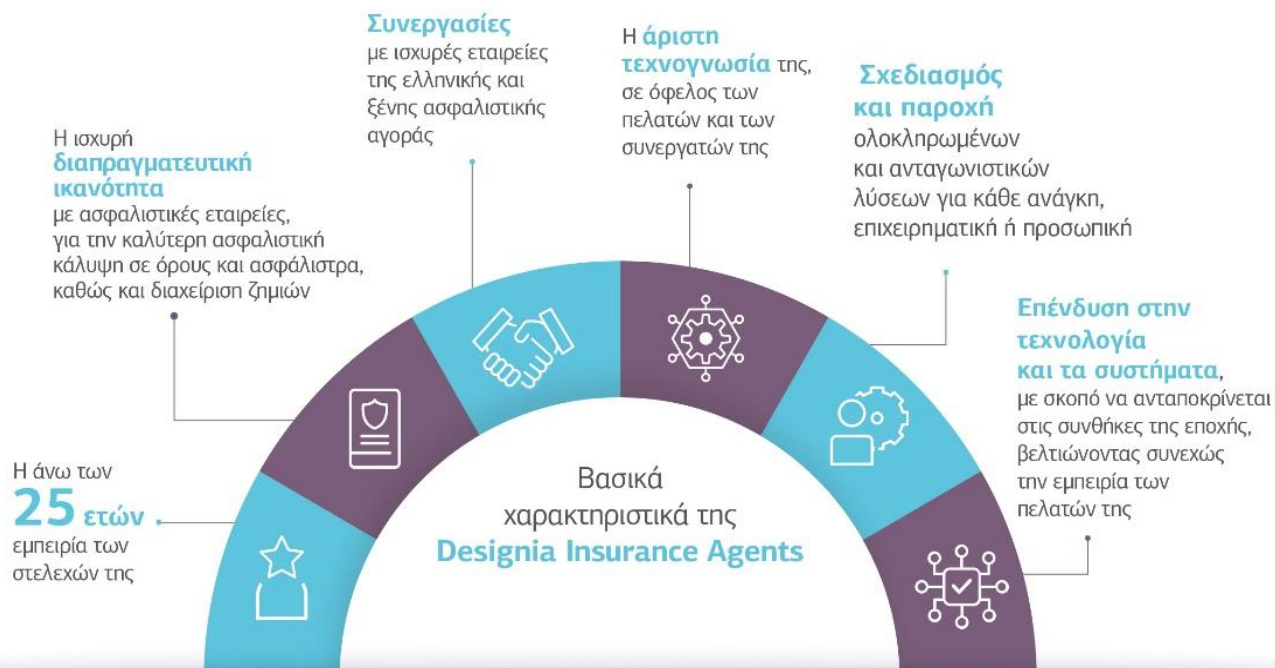 Η άνω των
25 ετών
εμπειρία των
στελεχών της
Η ισχυρή
διαπραγματευτική
ικανότητα
με ασφαλιστικές εταιρείες,
για την καλύτερη ασφαλιστική
κάλυψη σε όρους και ασφάλιστρα,
καθώς και διαχείριση ζημιών
Συνεργασίες
με ισχυρές εταιρείες
της ελληνικής και
ξένης ασφαλιστικής
αγοράς
Η άριστη
τεχνογνωσία της,
σε όφελος των
πελατών και των
συνεργατών της
Σχεδιασμός
και παροχή
ολοκληρωμένων
και ανταγωνιστικών
λύσεων για κάθε ανάγκη,
επιχειρηματική ή προσωπική
Επένδυση στην
τεχνολογία
και τα συστήματα,
με σκοπό να ανταποκρίνεται
στις συνθήκες της εποχής,
βελτιώνοντας συνεχώς
την εμπειρία των
πελατών της
Βασικά
χαρακτηριστικά της
Designia Insurance Agents